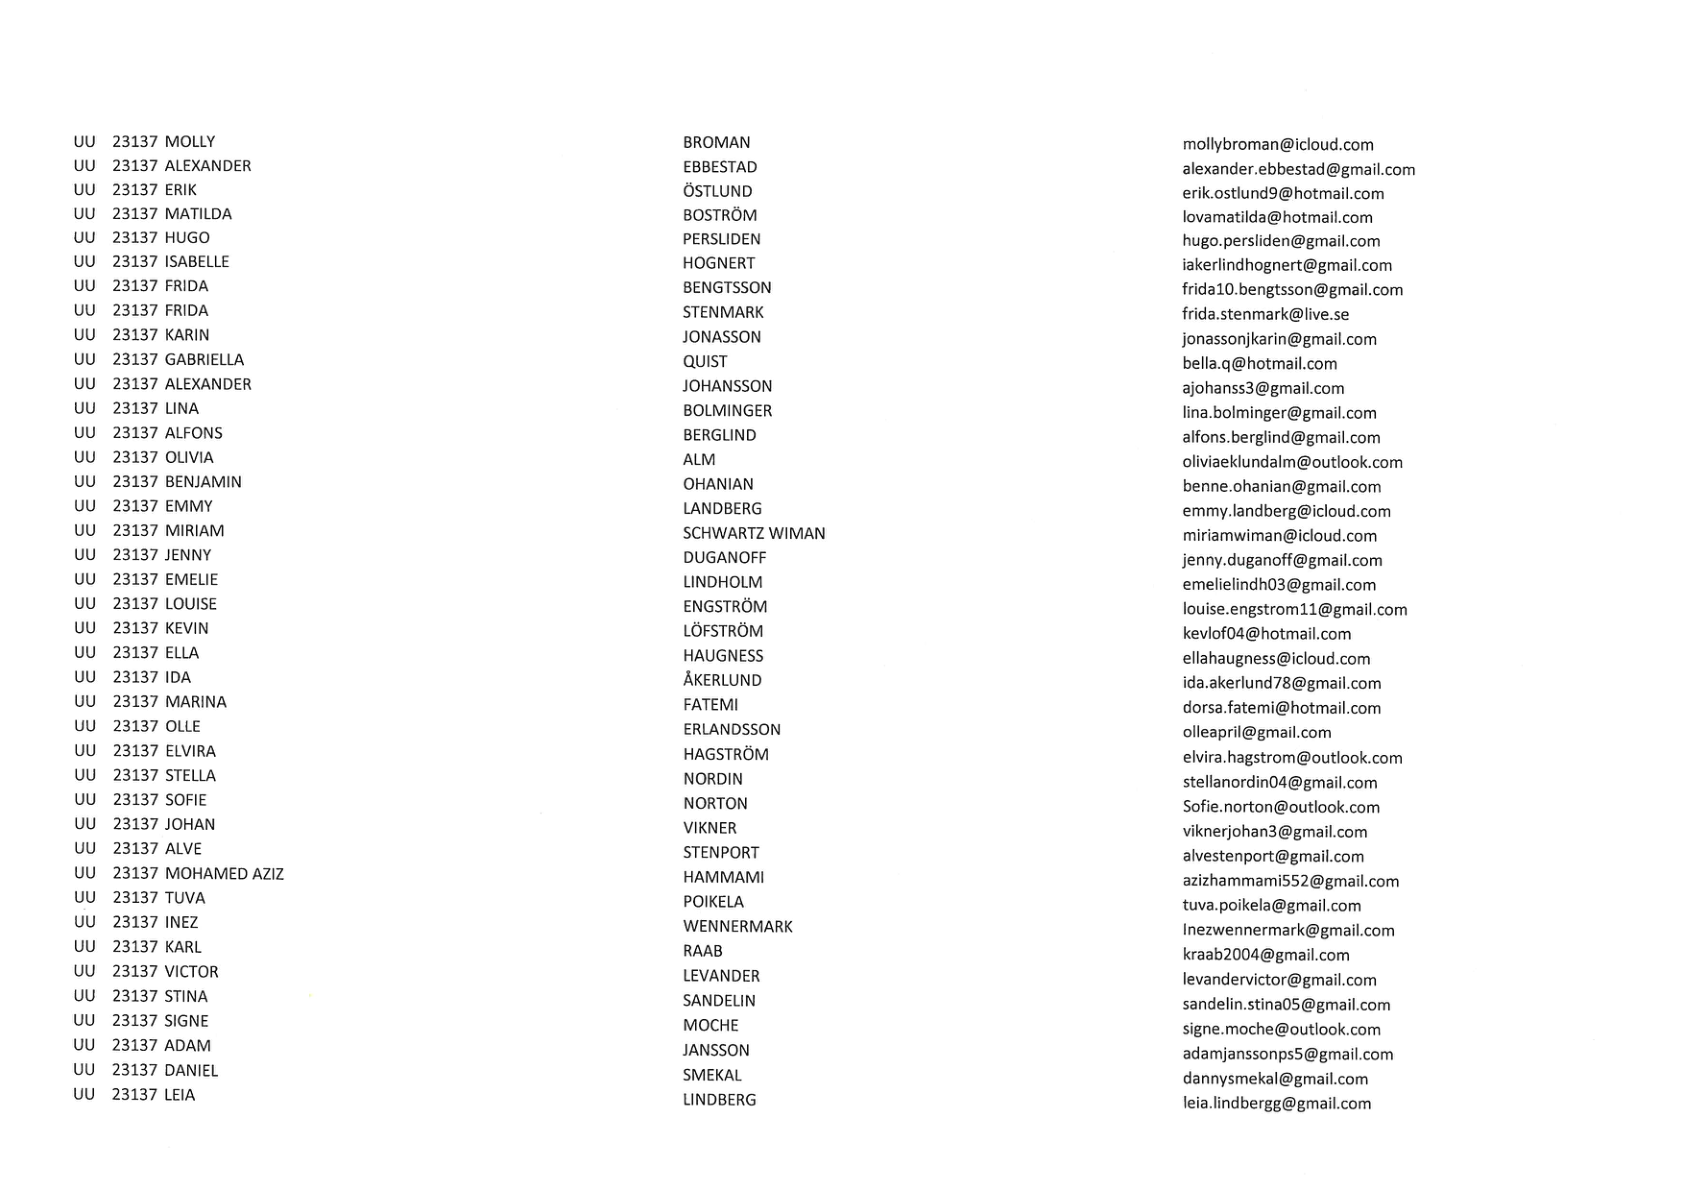 UU 23137 MOLLY BROMAN mollybroman@icloud.com
UU 23137 ALEXANDER EBBESTAD alexander.ebbestad@gmail.com
UU 23137 ERIK ÖSTLUND erik.ostlund9@hotmail.com
UU 23137 MATILDA BOSTRÖM lovamatilda@hotmail.com
UU 23137 HUGO PERSLIDEN hugo.persliden@gmail.com
UU 23137 ISABELLE HOGNERT iakerlindhognert@gmail.com
UU 23137 FRIDA BENGTSSON frida10.bengtsson@gmail.com
UU 23137 FRIDA STENMARK frida.stenmark@live.se
UU 23137 KARIN JONASSON jonassonjkarin@gmail.com
UU 23137 GABRIELLA QUIST bella.q@hotmail.com
UU 23137 ALEXANDER JOHANSSON ajohanss3@gmail.com
UU 23137 LINA BOLMINGER lina.bolminger@gmail.com
UU 23137 ALFONS BERGLIND alfons.berglind@gmail.com
UU 23137 OLIVIA ALM oliviaeklundalm@outlook.com
UU 23137 BENJAMIN OHANIAN benne.ohanian@gmail.com
UU 23137 EMMY LANDBERG emmy.landberg@icloud.com
UU 23137 MIRIAM SCHWARTZ WIMAN miriamwiman@icloud.com
UU 23137 JENNY DUGANOFF jenny.duganoff@gmail.com
UU 23137 EMELIE LINDHOLM emelielindh03@gmail.com
UU 23137 LOUISE ENGSTRÖM louise.engstrom11@gmail.com
UU 23137 KEVIN LÖFSTRÖM kevlof04@hotmail.com
UU 23137 ELLA HAUGNESS ellahaugness@icloud.com
UU 23137 IDA ÅKERLUND ida.akerlund78@gmail.com
UU 23137 MARINA FATEMI dorsa.fatemi@hotmail.com
UU 23137 OLLE ERLANDSSON olleapril@gmail.com
UU 23137 ELVIRA HAGSTRÖM elvira.hagstrom@outlook.com
UU 23137 STELLA NORDIN stellanordin04@gmail.com
UU 23137 SOFIE NORTON Sofie.norton@outlook.com
UU 23137 JOHAN VIKNER viknerjohan3@gmail.com
UU 23137 ALVE STENPORT alvestenport@gmail.com
UU 23137 MOHAMED AZIZ HAMMAMI azizhammami552@gmail.com
UU 23137 TUVA POIKELA tuva.poikela@gmail.com
UU 23137 INEZ WENNERMARK Inezwennermark@gmail.com
UU 23137 KARL RAAB kraab2004@gmail.com
UU 23137 VICTOR LEVANDER levandervictor@gmail.com
UU 23137 STINA SANDELIN sandelin.stina05@gmail.com
UU 23137 SIGNE MOCHE signe.moche@outlook.com
UU 23137 ADAM JANSSON adamjanssonps5@gmail.com
UU 23137 DANIEL SMEKAL dannysmekal@gmail.com
UU 23137 LEIA LINDBERG leia.lindbergg@gmail.com